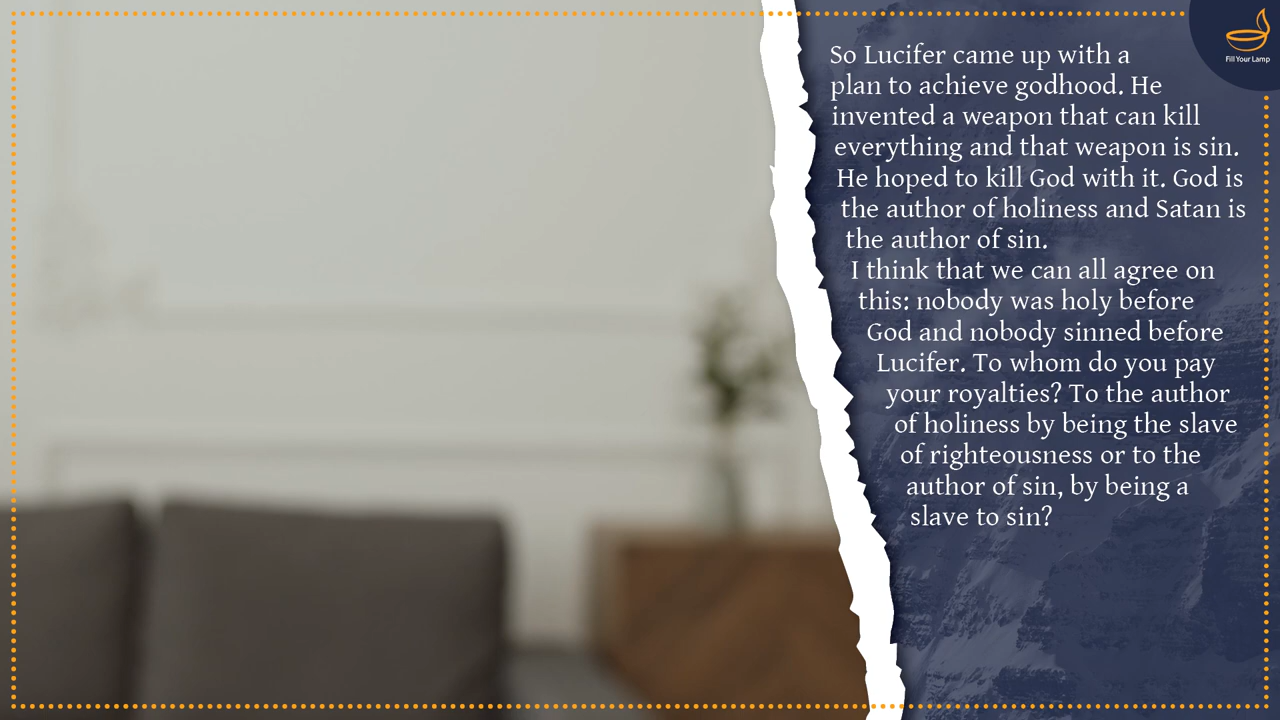 Fill Your Lamp
So Lucifer came up with a
plan to achieve godhood. He
invented a weapon that can kill
everything and that weapon is sin.
He hoped to kill God with it. God is
the author of holiness and Satan is
the author of sin.
I think that we can all agree on
this: nobody was holy before
God and nobody sinned before
Lucifer. To whom do you pay
your royalties? To the author
of holiness by being the slave
of righteousness or to the
author of sin, by being a
slave to sin?